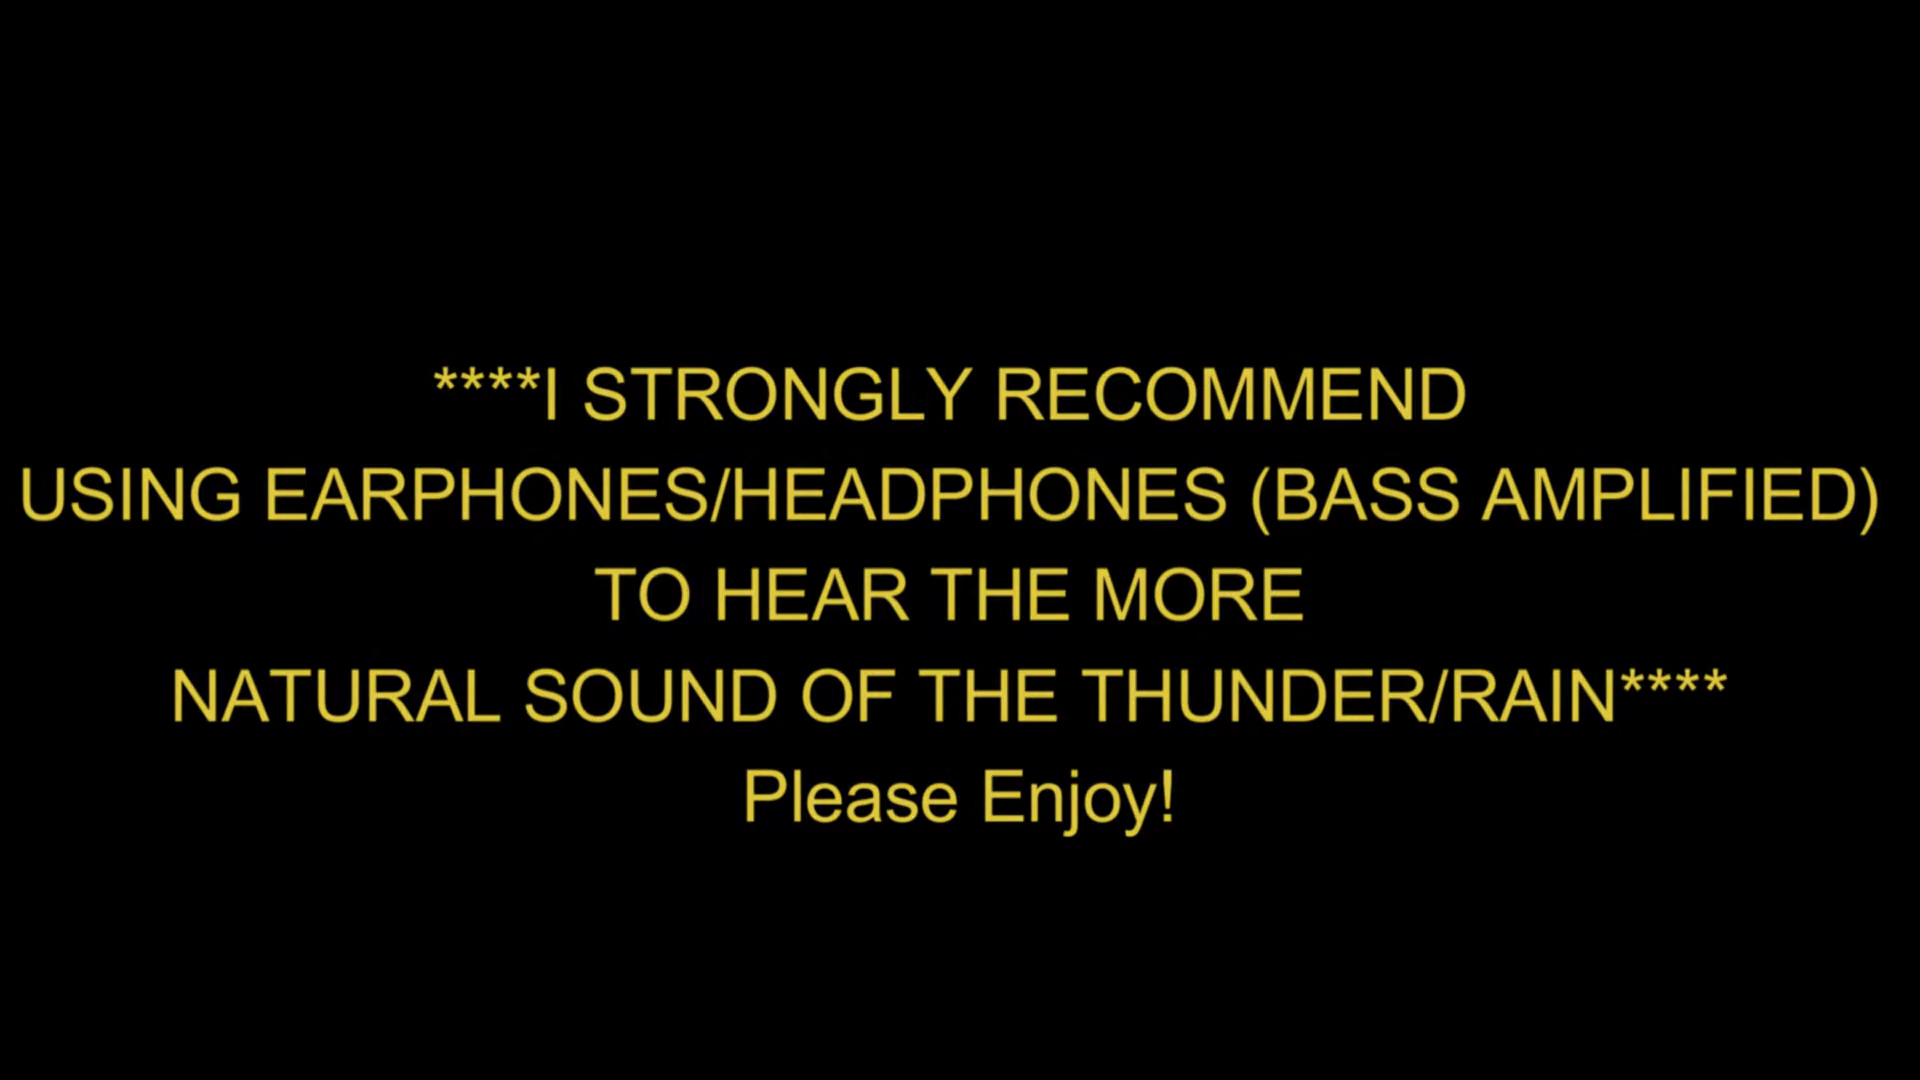 ****I STRONGLY RECOMMEND
USING EARPHONES/HEADPHONES (BASS AMPLIFIED)
TO HEAR THE MORE
NATURAL SOUND OF THE THUNDER/RAIN****
Please Enjoy!